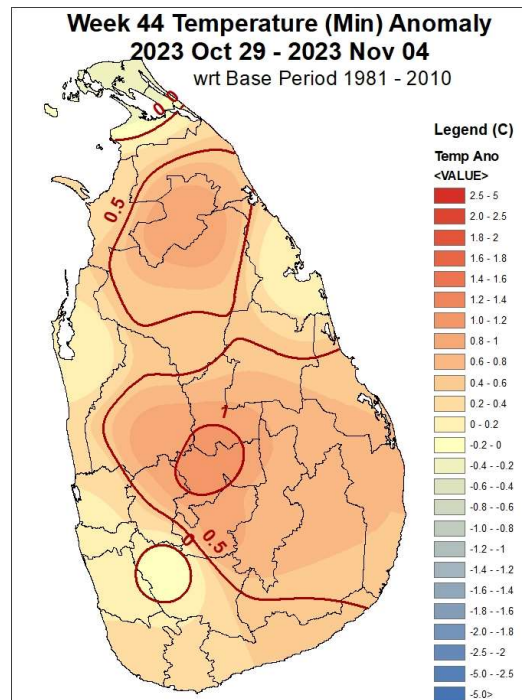 Week 44 Temperature (Min) Anomaly
2023 Oct 29 - 2023 Nov 04
wrt Base Period 1981 - 2010
0.0
0.5
1
0
0.5
Legend (C)
Temp Ano
<VALUE>
2.5 - 5
2.0 - 2.5
1.8 - 2
1.6 - 1.8
1.4 - 1.6
1.2 - 1.4
1.0 - 1.2
0.8 - 1
0.6 - 0.8
0.4 - 0.6
0.2 - 0.4
0 - 0.2
-0.2 - 0
-0.4 - -0.2
-0.6 - -0.4
-0.8 - -0.6
-1.0 - -0.8
-1.2 - -1
-1.4 - -1.2
-1.6 - -1.4
-1.8 - -1.6
-2.0 - -1.8
-2.5 - -2
-5.0 - -2.5
-5.0>